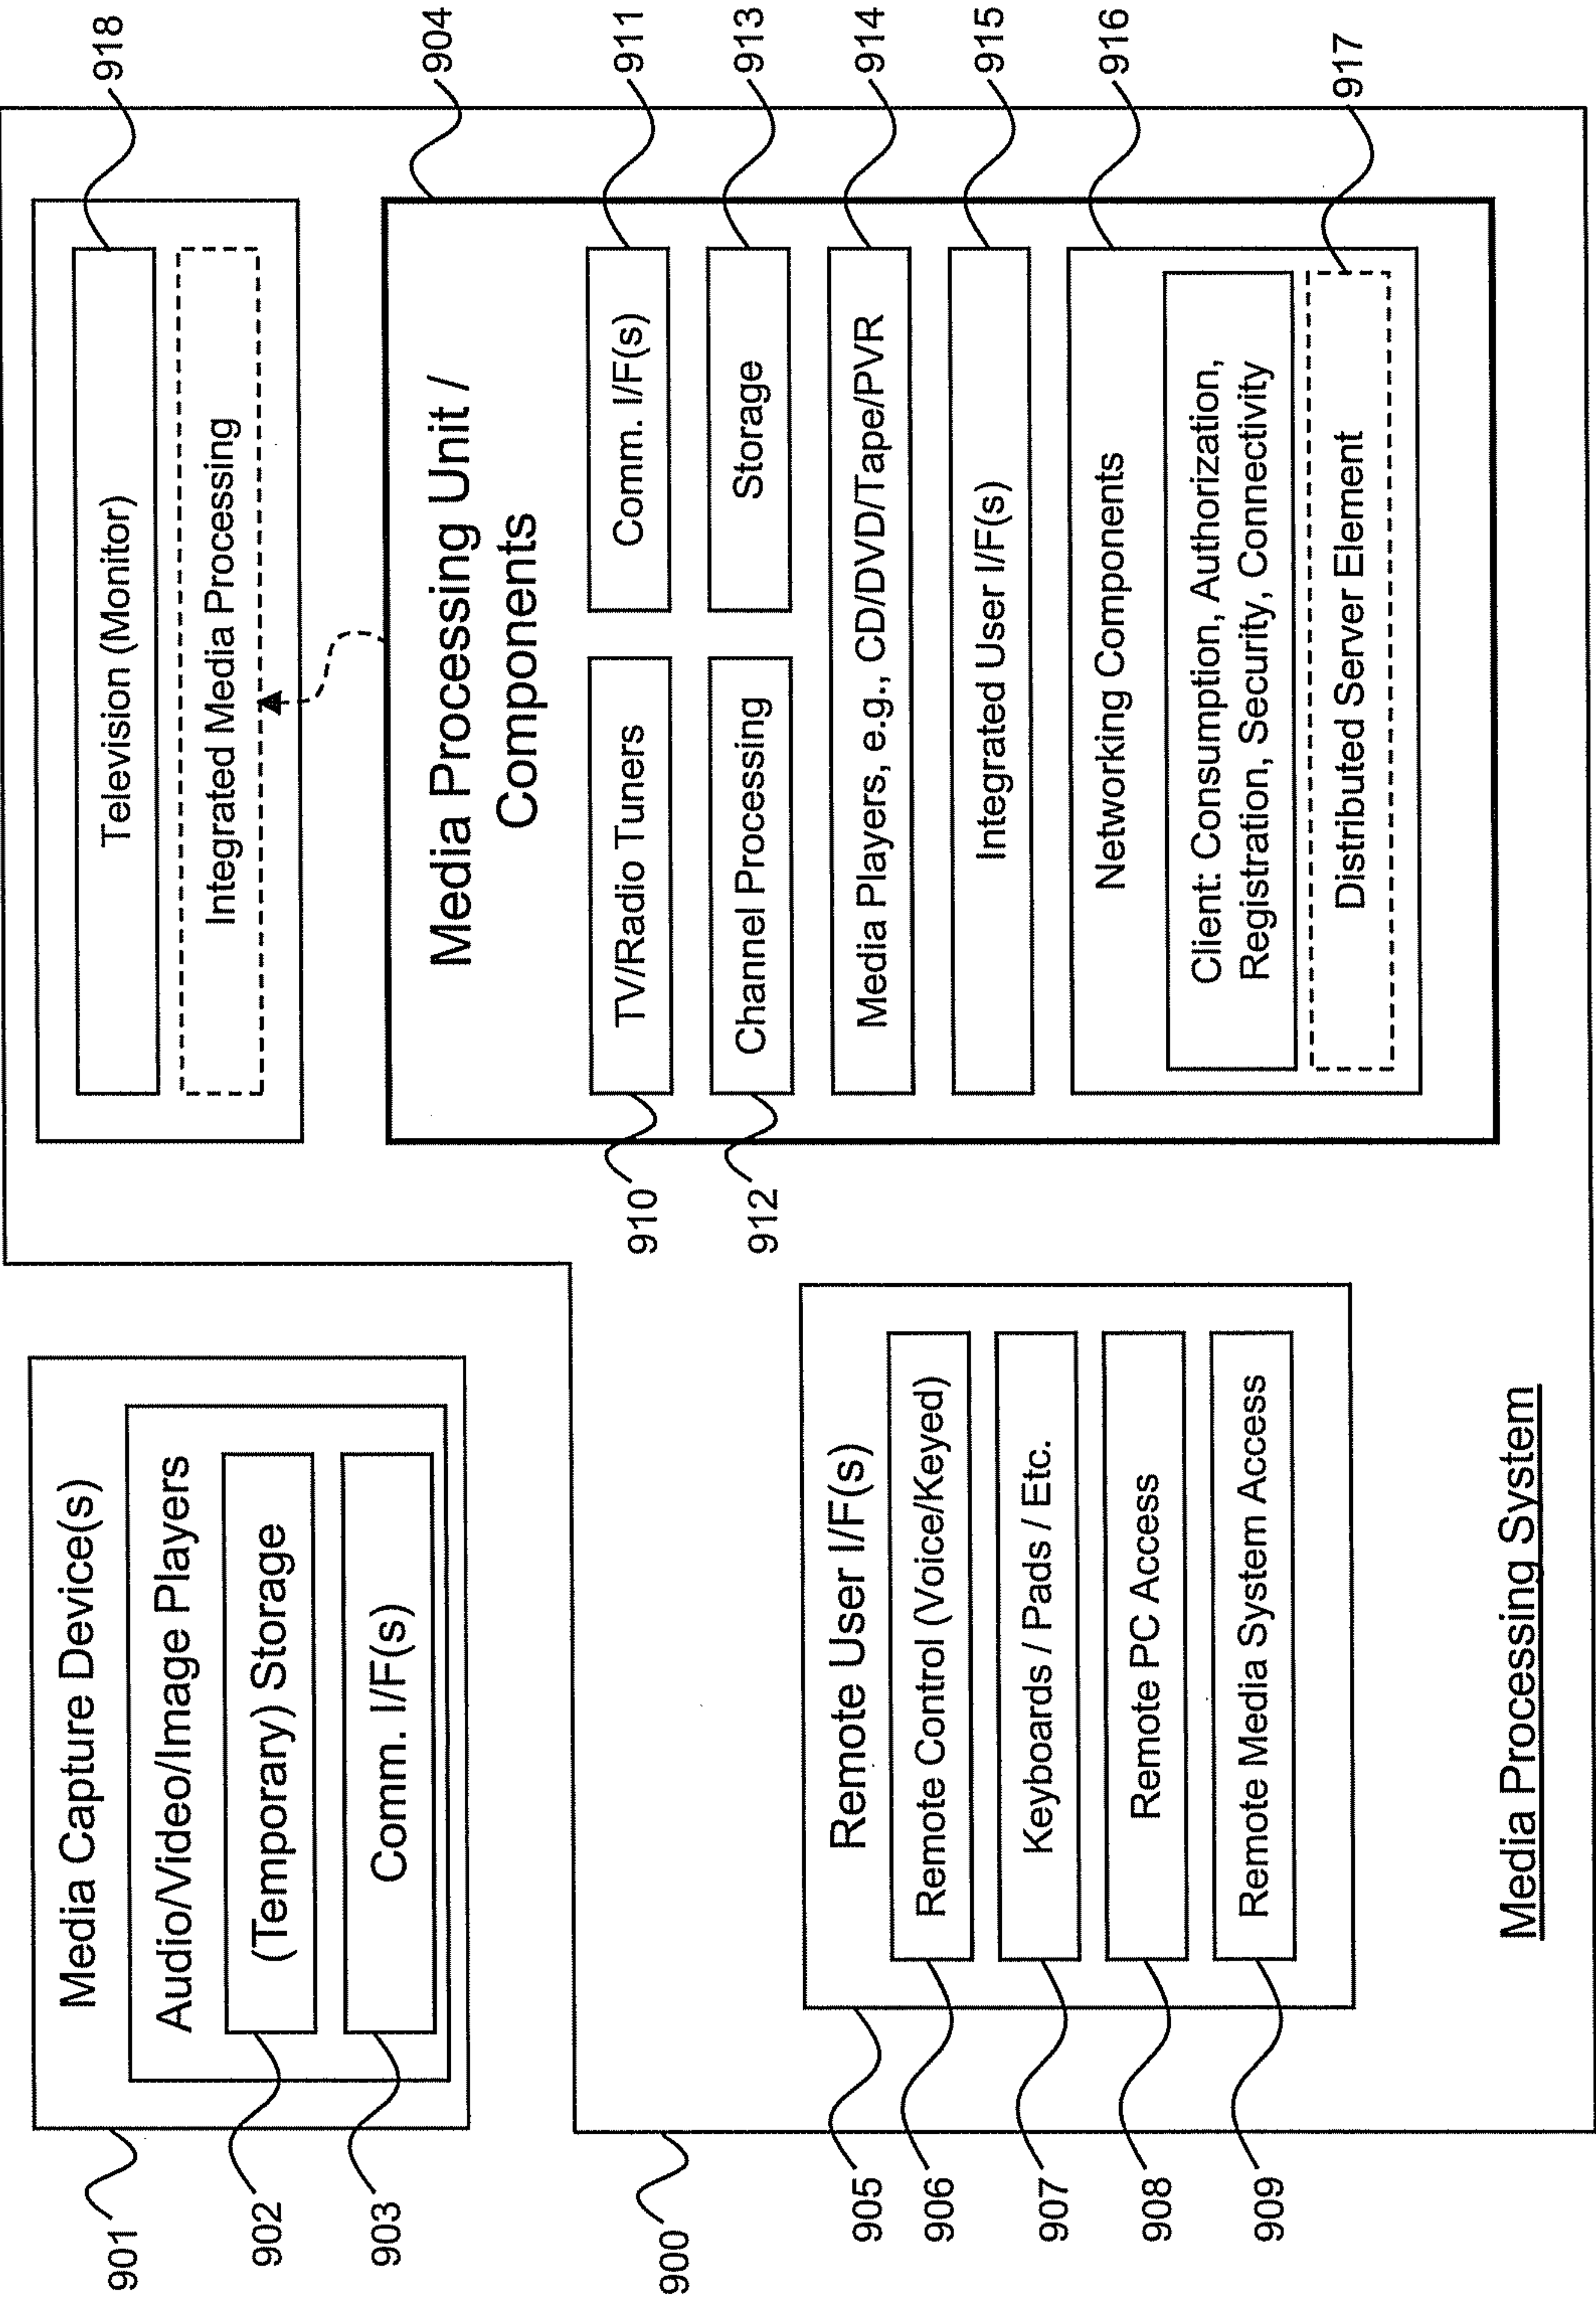 Media Capture Device(s)
Audio/Video/Image Players
(Temporary) Storage
Comm. I/F(s)
901
902
903
900
Television (Monitor)
Integrated Media Processing
918
904
Media Processing Unit /
Components
TV/Radio Tuners
Comm. I/F(s)
910
911
Channel Processing
Storage
912
913
Media Players, e.g., CD/DVD/Tape/PVR
914
Integrated User I/F(s)
915
Networking Components
916
Client: Consumption, Authorization,
Registration, Security, Connectivity
Distributed Server Element
917
Remote User I/F(s)
905
Remote Control (Voice/Keyed)
906
Keyboards / Pads / Etc.
907
Remote PC Access
908
Remote Media System Access
909
Media Processing System